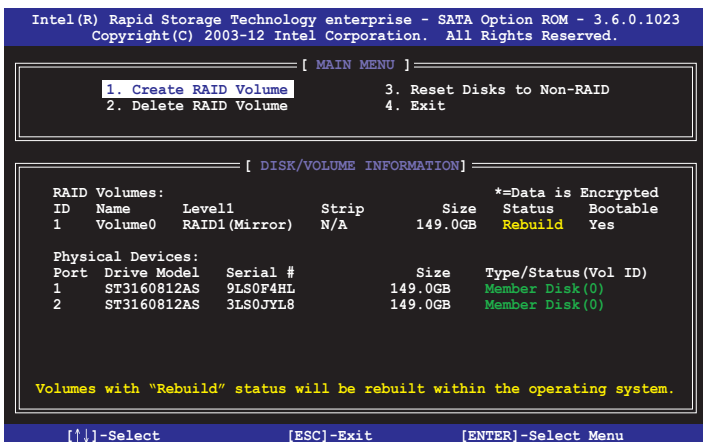 Intel(R) Rapid Storage Technology enterprise - SATA Option ROM - 3.6.0.1023
Copyright(C) 2003-12 Intel Corporation. All Rights Reserved.
[ MAIN MENU ]
1. Create RAID Volume 3. Reset Disks to Non-RAID
2. Delete RAID Volume 4. Exit
[ DISK/VOLUME INFORMATION]
RAID Volumes: *=Data is Encrypted
ID Name Level1 Strip Size Status Bootable
1 Volume0 RAID1(Mirror) N/A 149.0GB Rebuild Yes
Physical Devices:
Port Drive Model Serial # Size Type/Status(Vol ID)
1 ST3160812AS 9LS0F4HL 149.0GB Member Disk(0)
2 ST3160812AS 3LS0JYL8 149.0GB Member Disk(0)
Volumes with “Rebuild” status will be rebuilt within the operating system.
[↑↓]-Select [ESC]-Exit [ENTER]-Select Menu